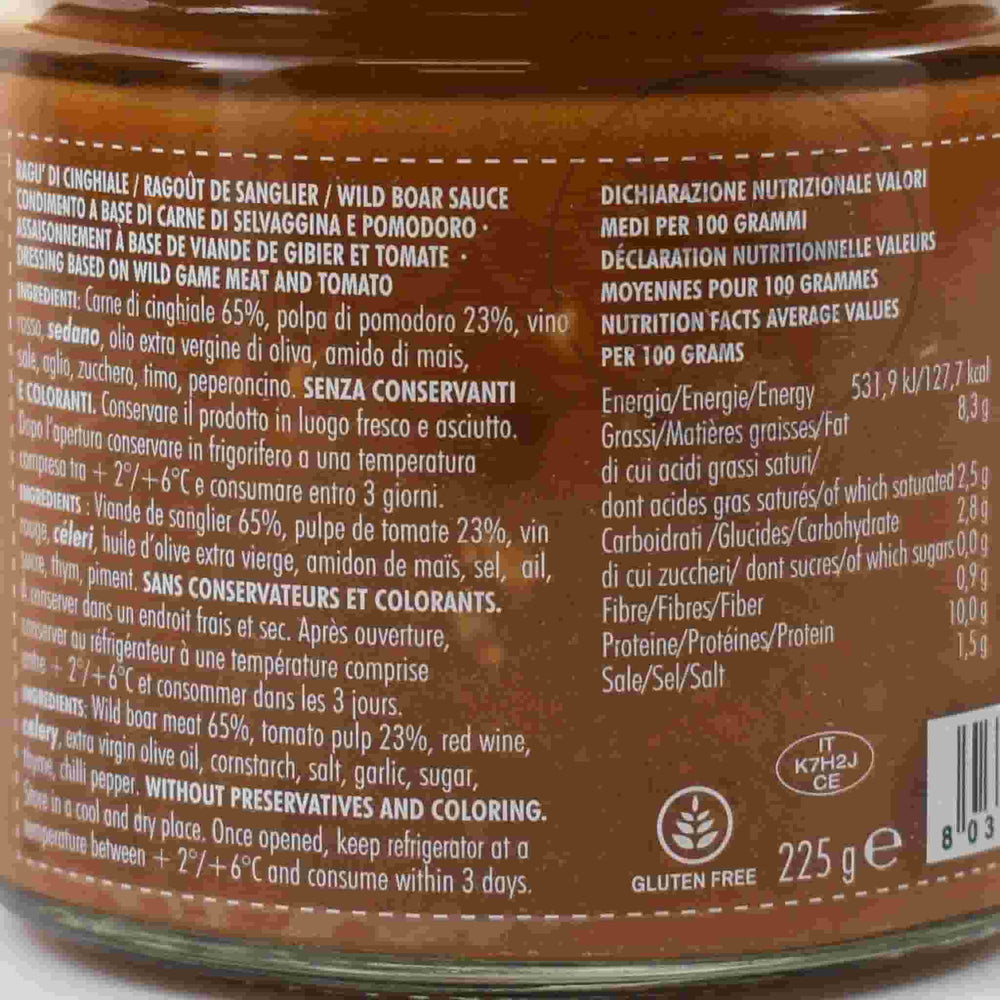 RAGU' DI CINGHIALE / RAGOÛT DE SANGLIER / WILD BOAR SAUCE
CONDIMENTO A BASE DI CARNE DI SELVAGGINA E POMODORO •
ASSAISONNEMENT À BASE DE VIANDE DE GIBIER ET TOMATE •
DRESSING BASED ON WILD GAME MEAT AND TOMATO
INGREDIENTI: Carne di cinghiale 65%, polpa di pomodoro 23%, vino
rosso, sedano, olio extra vergine di oliva, amido di mais,
sale, aglio, zucchero, timo, peperoncino. SENZA CONSERVANTI
E COLORANTI. Conservare il prodotto in luogo fresco e asciutto.
Dopo l'apertura conservare in frigorifero a una temperatura
compresa tra + 2°/+6°C e consumare entro 3 giorni.
INGREDIENTS : Viande de sanglier 65%, pulpe de tomate 23%, vin
rouge, céleri, huile d'olive extra vierge, amidon de maïs, sel, ail,
sucre, thym, piment. SANS CONSERVATEURS ET COLORANTS.
A conserver dans un endroit frais et sec. Après ouverture,
conserver au réfrigérateur à une température comprise
entre + 2°/+6°C et consommer dans les 3 jours.
INGREDIENTS: Wild boar meat 65%, tomato pulp 23%, red wine,
celery, extra virgin olive oil, cornstarch, salt, garlic, sugar,
thyme, chilli pepper. WITHOUT PRESERVATIVES AND COLORING.
Store in a cool and dry place. Once opened, keep refrigerator at a
temperature between + 2°/+6°C and consume within 3 days.
DICHIARAZIONE NUTRIZIONALE VALORI
MEDI PER 100 GRAMMI
DÉCLARATION NUTRITIONNELLE VALEURS
MOYENNES POUR 100 GRAMMES
NUTRITION FACTS AVERAGE VALUES
PER 100 GRAMS
Energia/Energie/Energy 531,9 kJ/127,7 kcal
Grassi/Matières graisses/Fat 8,3 g
di cui acidi grassi saturi/
dont acides gras saturés/of which saturated 2,5 g
Carboidrati /Glucides/Carbohydrate 2,8 g
di cui zuccheri/ dont sucres/of which sugars 0,0 g
Fibre/Fibres/Fiber 0,9 g
Proteine/Protéines/Protein 10,0 g
Sale/Sel/Salt 1,5 g
IT
K7H2J
CE
GLUTEN FREE
225 g e
8 03